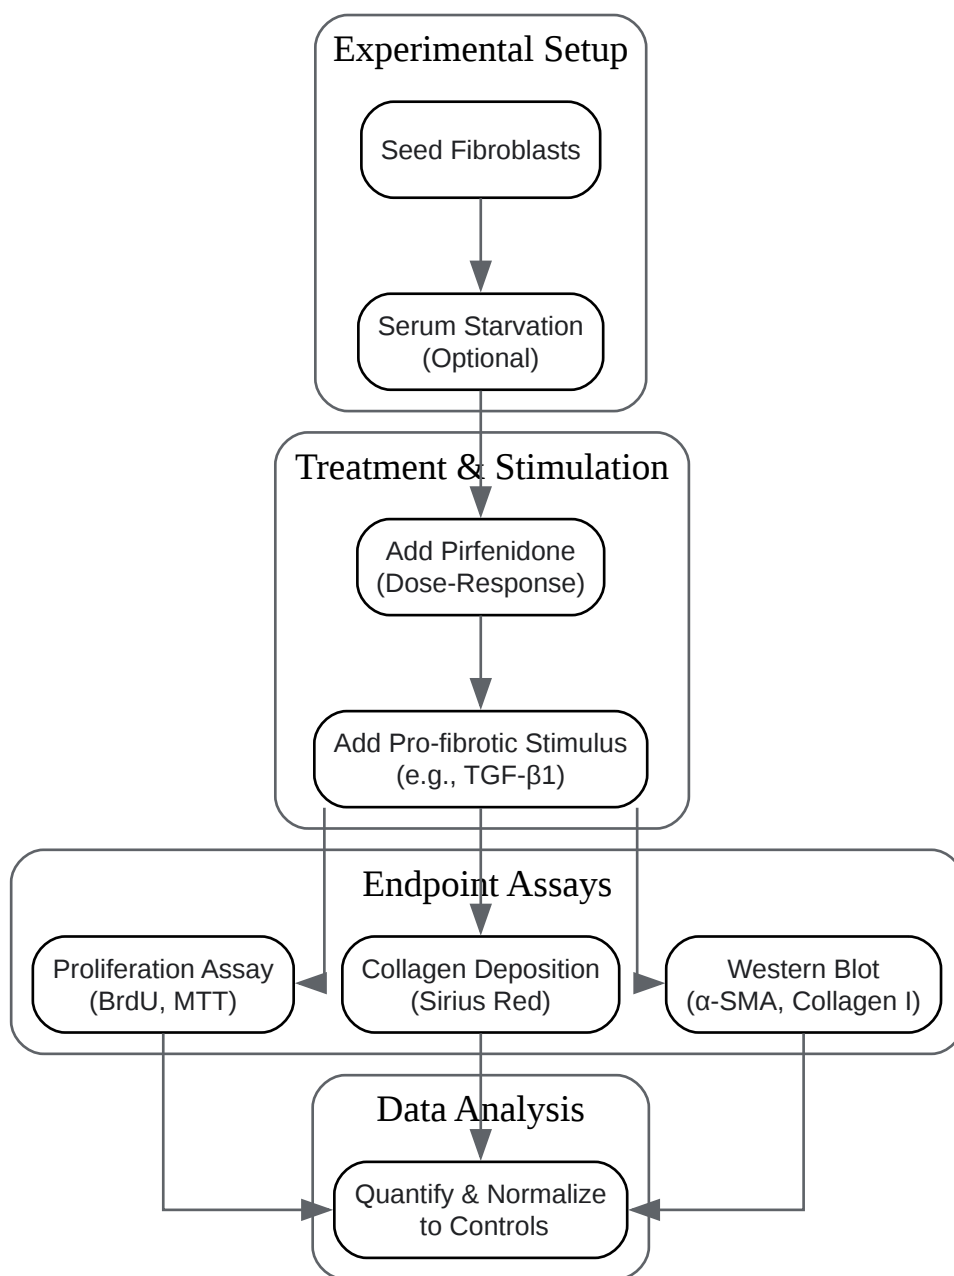 Experimental Setup
Seed Fibroblasts
Serum Starvation
(Optional)
Treatment & Stimulation
Add Pirfenidone
(Dose-Response)
Add Pro-fibrotic Stimulus
(e.g., TGF-β1)
Endpoint Assays
Proliferation Assay
(BrdU, MTT)
Collagen Deposition
(Sirius Red)
Western Blot
(α-SMA, Collagen I)
Data Analysis
Quantify & Normalize
to Controls